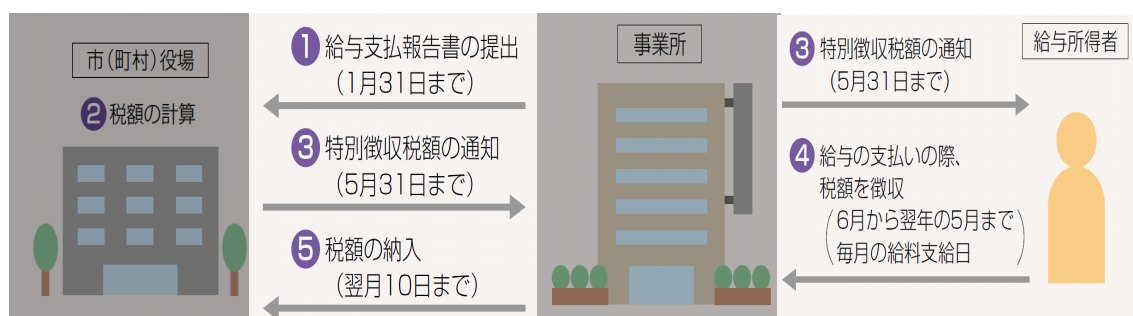 市(町村)役場
❷税額の計算
❶給与支払報告書の提出
(1月31日まで)
❸特別徴収税額の通知
(5月31日まで)
❺税額の納入
(翌月10日まで)
事業所
❸特別徴収税額の通知
(5月31日まで)
❹給与の支払いの際、
税額を徴収
(6月から翌年の5月まで
毎月の給料支給日)
給与所得者